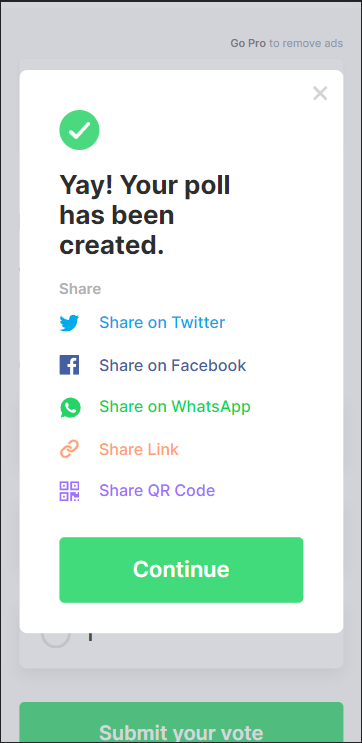 Go Pro to remove ads
Yay! Your poll
has been
created.
Share
Share on Twitter
Share on Facebook
Share on WhatsApp
Share Link
Share QR Code
Continue
Submit your vote